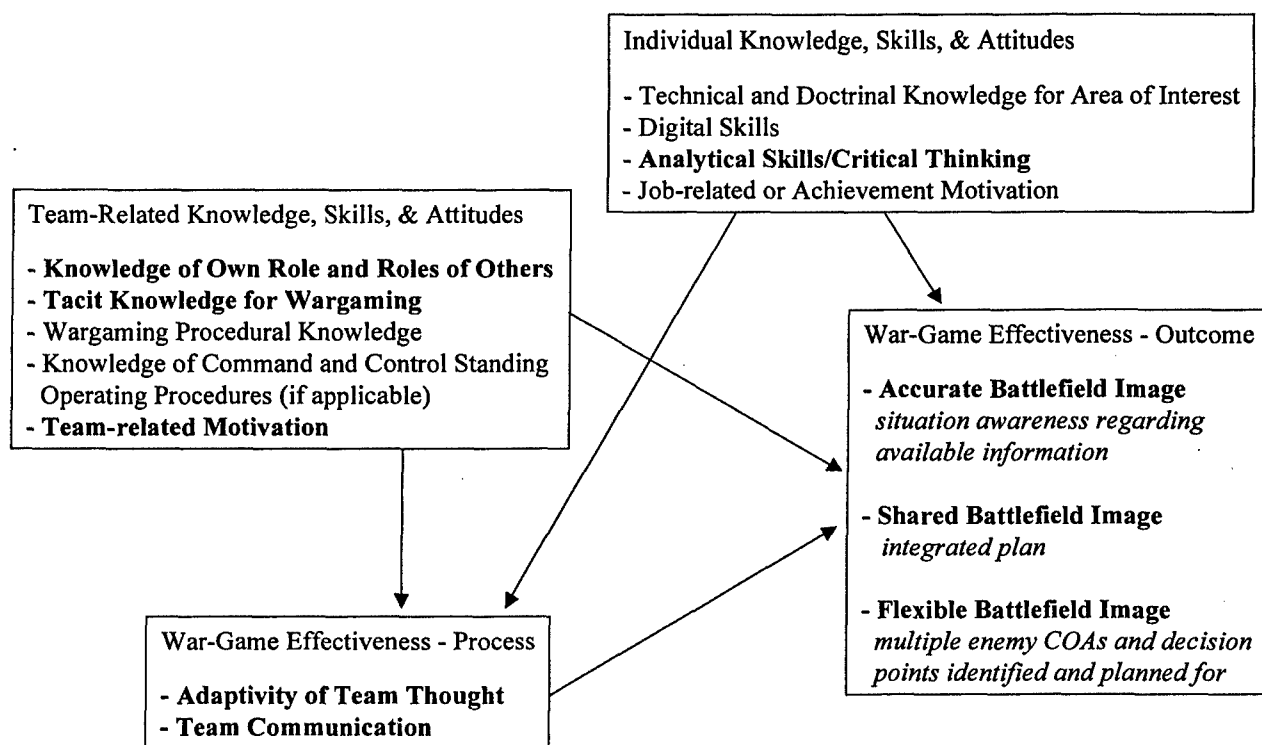 Individual Knowledge, Skills, & Attitudes
- Technical and Doctrinal Knowledge for Area of Interest
- Digital Skills
- Analytical Skills/Critical Thinking
- Job-related or Achievement Motivation
Team-Related Knowledge, Skills, & Attitudes
- Knowledge of Own Role and Roles of Others
- Tacit Knowledge for Wargaming
- Wargaming Procedural Knowledge
- Knowledge of Command and Control Standing
Operating Procedures (if applicable)
- Team-related Motivation
War-Game Effectiveness - Outcome
- Accurate Battlefield Image
situation awareness regarding
available information
- Shared Battlefield Image
integrated plan
- Flexible Battlefield Image
multiple enemy COAs and decision
points identified and planned for
War-Game Effectiveness - Process
- Adaptivity of Team Thought
- Team Communication